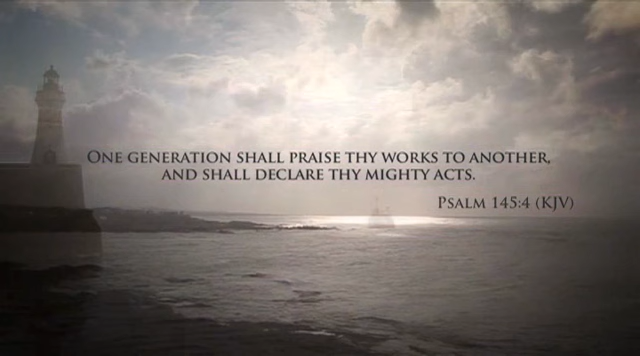 One generation shall praise thy works to another,
and shall declare thy mighty acts.
Psalm 145:4 (KJV)